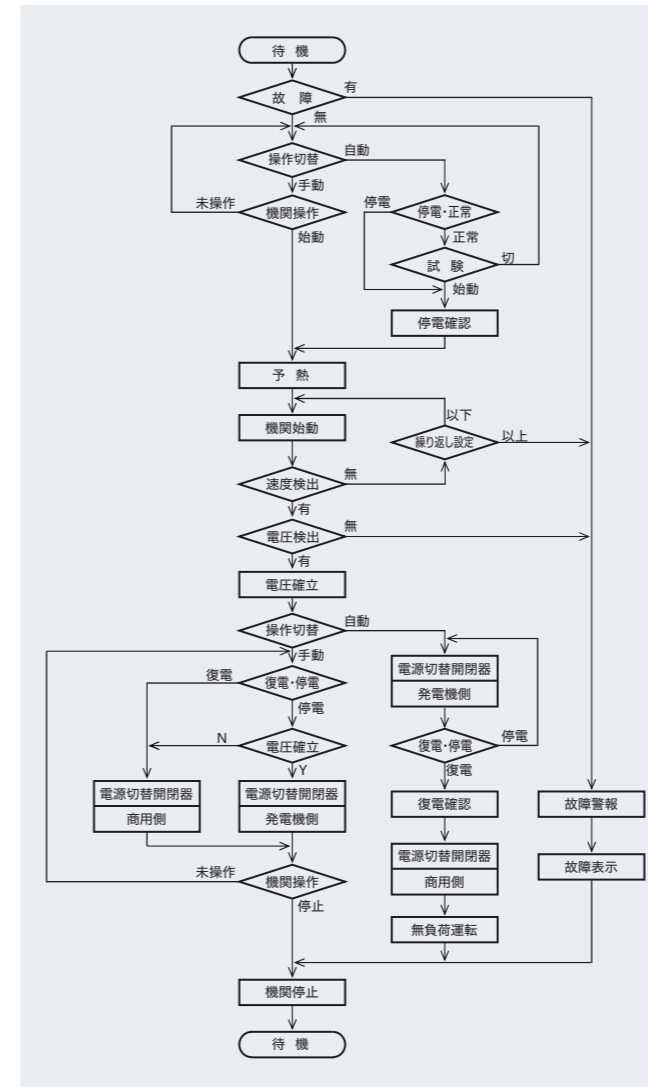 待 機
故 障
有
無
操作切替
自動
手動
未操作
機関操作
始動
停電
停電・正常
正常
試 験
切
始動
停電確認
予 熱
以下
機関始動
繰り返し設定
以上
速度検出
無
有
電圧検出
無
有
電圧確立
操作切替
自動
手動
復電
復電・停電
停電
電源切替開閉器
発電機側
N
電圧確立
Y
復電・停電
停電
復電
電源切替開閉器
商用側
電源切替開閉器
発電機側
復電確認
故障警報
未操作
機関操作
停止
電源切替開閉器
商用側
故障表示
無負荷運転
機関停止
待 機